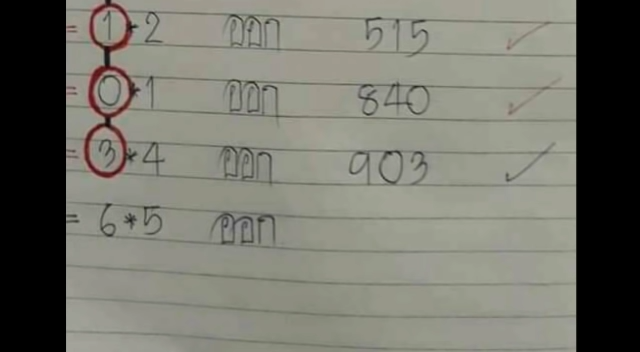 = 1*2 ออก 515 ✓
= 0*1 ออก 840 ✓
= 3*4 ออก 903 ✓
= 6*5 ออก